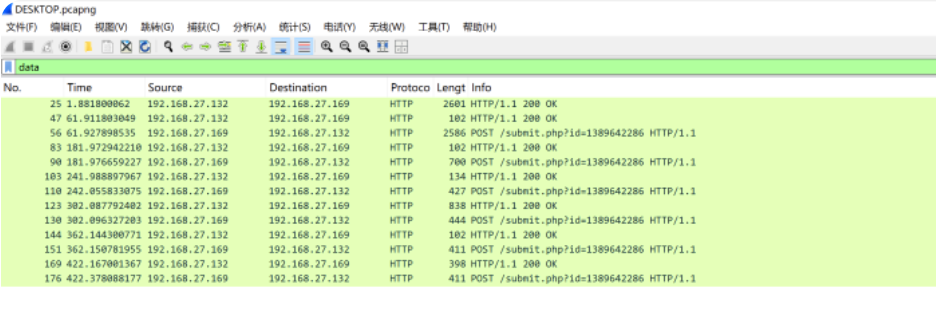 DESKTOP.pcapng
文件(F) 编辑(E) 视图(V) 跳转(G) 捕获(C) 分析(A) 统计(S) 电话(Y) 无线(W) 工具(T) 帮助(H)
data
No. Time Source Destination Protoco Lengt Info
25 1.881800062 192.168.27.132 192.168.27.169 HTTP 2601 HTTP/1.1 200 OK
47 61.911803049 192.168.27.132 192.168.27.169 HTTP 102 HTTP/1.1 200 OK
56 61.927898535 192.168.27.169 192.168.27.132 HTTP 2586 POST /submit.php?id=1389642286 HTTP/1.1
83 181.972942210 192.168.27.132 192.168.27.169 HTTP 102 HTTP/1.1 200 OK
90 181.976659227 192.168.27.169 192.168.27.132 HTTP 700 POST /submit.php?id=1389642286 HTTP/1.1
103 241.988897967 192.168.27.132 192.168.27.169 HTTP 134 HTTP/1.1 200 OK
110 242.055833075 192.168.27.169 192.168.27.132 HTTP 427 POST /submit.php?id=1389642286 HTTP/1.1
123 302.087792402 192.168.27.132 192.168.27.169 HTTP 838 HTTP/1.1 200 OK
130 302.096327203 192.168.27.169 192.168.27.132 HTTP 444 POST /submit.php?id=1389642286 HTTP/1.1
144 362.144300771 192.168.27.132 192.168.27.169 HTTP 102 HTTP/1.1 200 OK
151 362.150781955 192.168.27.169 192.168.27.132 HTTP 411 POST /submit.php?id=1389642286 HTTP/1.1
169 422.167001367 192.168.27.132 192.168.27.169 HTTP 398 HTTP/1.1 200 OK
176 422.378088177 192.168.27.169 192.168.27.132 HTTP 411 POST /submit.php?id=1389642286 HTTP/1.1